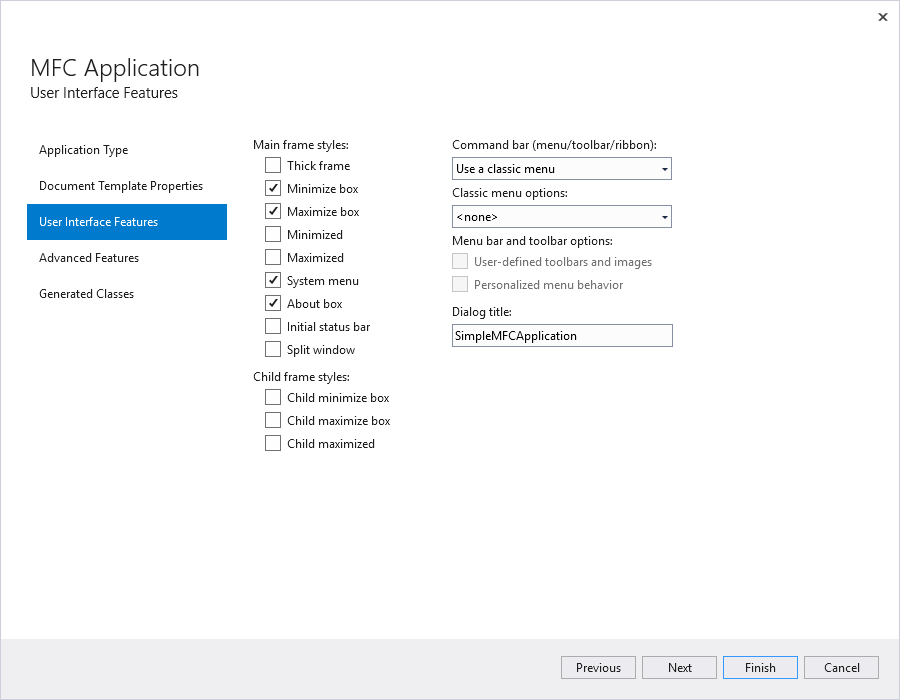 MFC Application
User Interface Features
Application Type
Document Template Properties
User Interface Features
Advanced Features
Generated Classes
Main frame styles:
Thick frame
Minimize box
Maximize box
Minimized
Maximized
System menu
About box
Initial status bar
Split window
Child frame styles:
Child minimize box
Child maximize box
Child maximized
Command bar (menu/toolbar/ribbon):
Use a classic menu
Classic menu options:
<none>
Menu bar and toolbar options:
User-defined toolbars and images
Personalized menu behavior
Dialog title:
SimpleMFCApplication
Previous
Next
Finish
Cancel